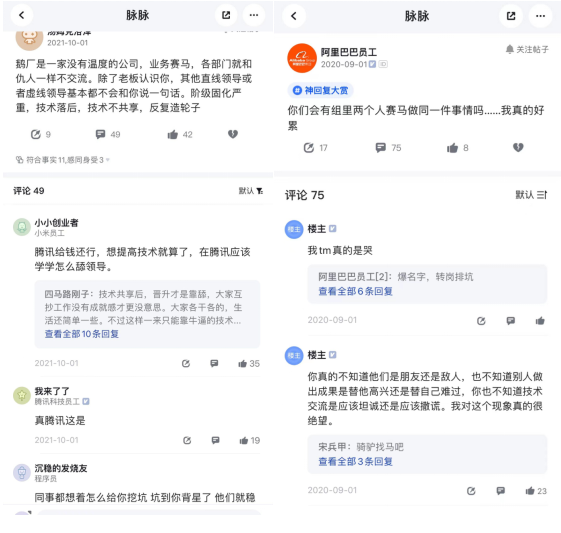 脉脉
2021-10-01
鹅厂是一家没有温度的公司，业务赛马，各部门就和
仇人一样不交流。除了老板认识你，其他直线领导或
者虚线领导基本都不会和你说一句话。阶级固化严
重，技术落后，技术不共享，反复造轮子
9
49
42
符合事实11,感同身受3
评论 49
默认
小小创业者
小米员工
腾讯给钱还行，想提高技术就算了，在腾讯应该
学学怎么舔领导。
四马路刚子：技术共享后，晋升才是靠舔，大家互
抄工作没有成就感才更没意思。大家各干各的，生
活还简单一些。不过这样一来只能靠牛逼的技术...
查看全部10条回复
2021-10-01
35
我来了了
腾讯科技员工
真腾讯这是
2021-10-01
19
沉稳的发烧友
程序员
同事都想着怎么给你挖坑 坑到你背星了 他们就稳
脉脉
阿里巴巴员工
2020-09-01
关注帖子
神回复大赏
你们会有组里两个人赛马做同一件事情吗......我真的好
累
17
75
8
评论 75
默认
楼主
楼主
我tm真的是哭
阿里巴巴员工[2]：爆名字，转岗排坑
查看全部6条回复
2020-09-01
楼主
楼主
你真的不知道他们是朋友还是敌人，也不知道别人做
出成果是替他高兴还是替自己难过，你也不知道技术
交流是应该坦诚还是应该撒谎。我对这个现象真的很
绝望。
宋兵甲：骑驴找马吧
查看全部3条回复
2020-09-01
23